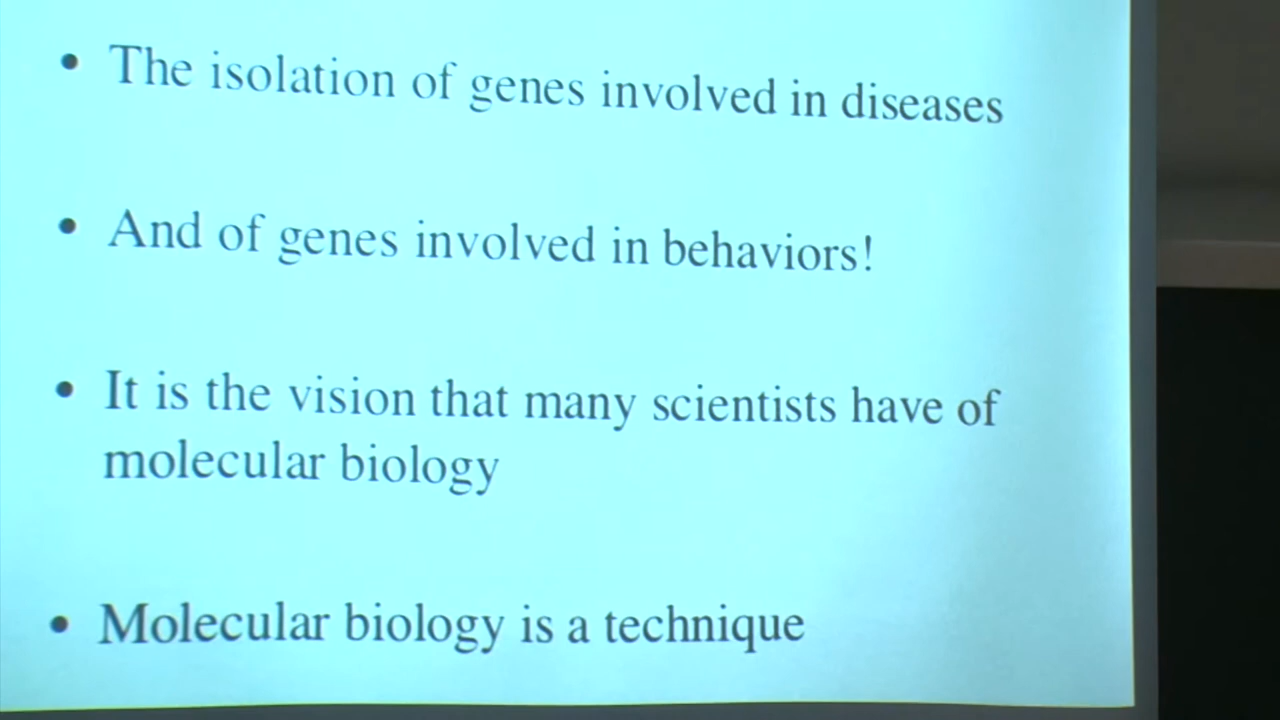 • The isolation of genes involved in diseases
• And of genes involved in behaviors!
• It is the vision that many scientists have of
molecular biology
• Molecular biology is a technique